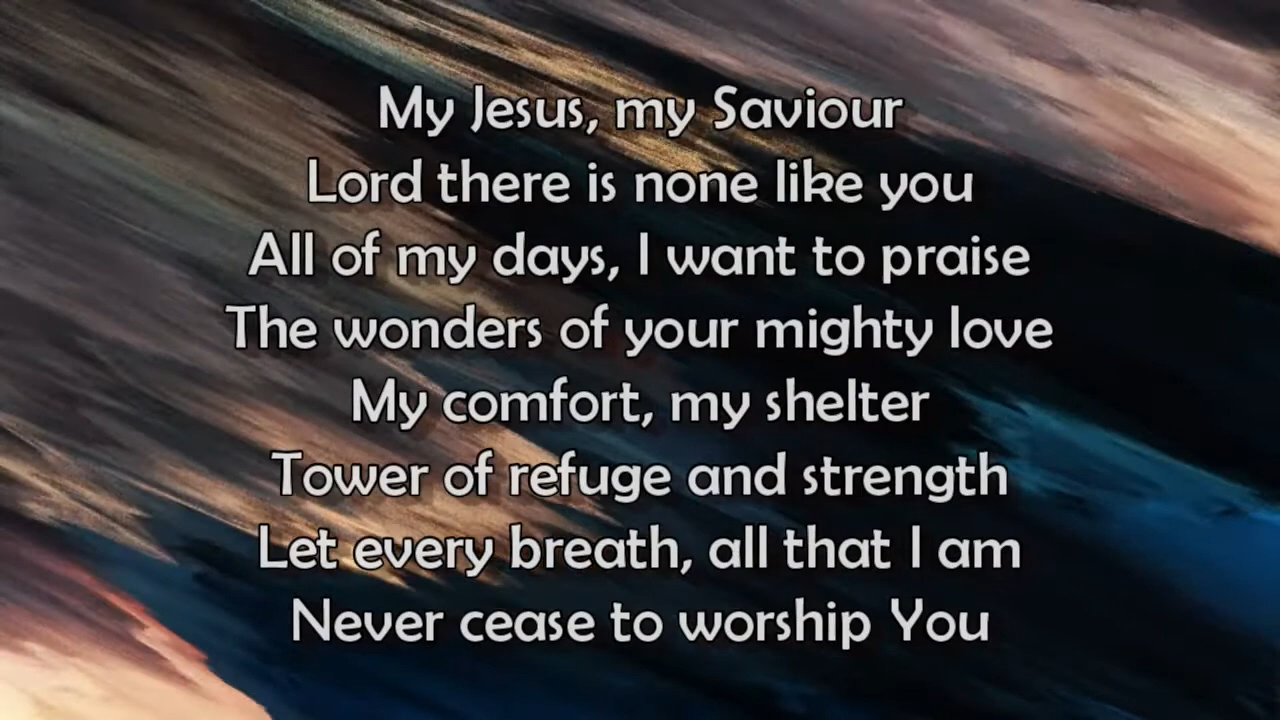 My Jesus, my Saviour
Lord there is none like you
All of my days, I want to praise
The wonders of your mighty love
My comfort, my shelter
Tower of refuge and strength
Let every breath, all that I am
Never cease to worship You